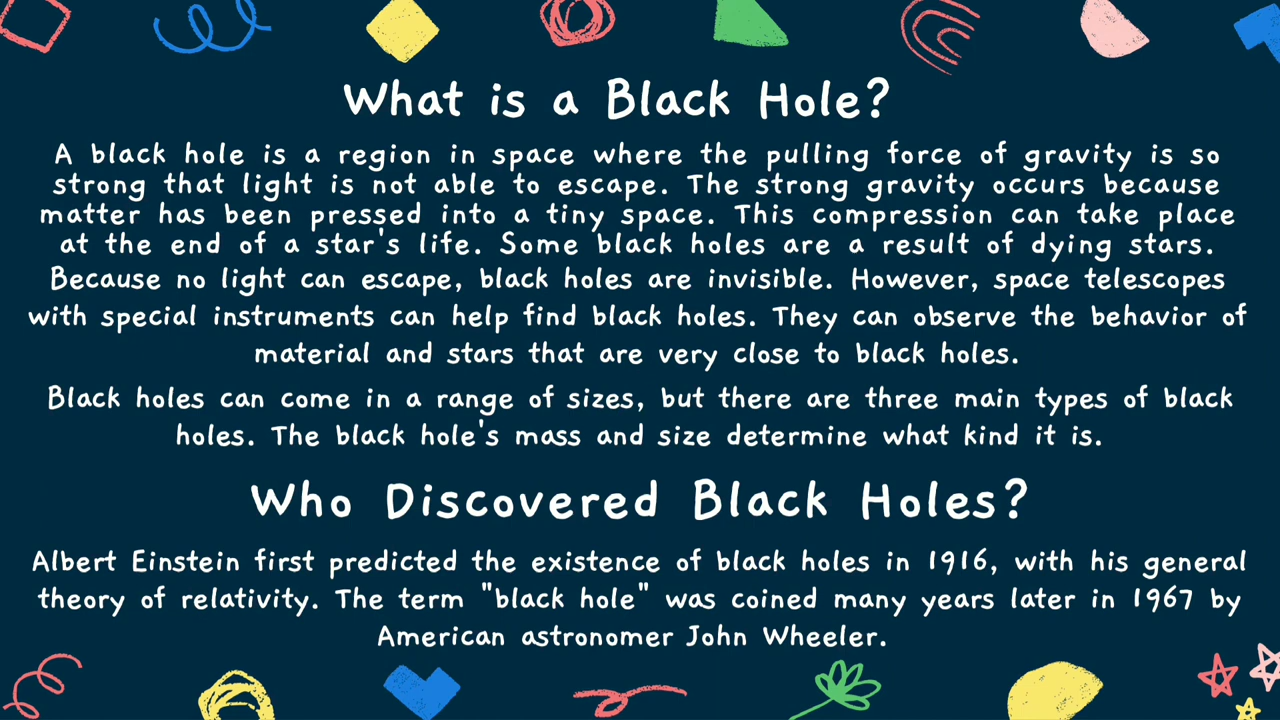 What is a Black Hole?
A black hole is a region in space where the pulling force of gravity is so
strong that light is not able to escape. The strong gravity occurs because
matter has been pressed into a tiny space. This compression can take place
at the end of a star's life. Some black holes are a result of dying stars.
Because no light can escape, black holes are invisible. However, space telescopes
with special instruments can help find black holes. They can observe the behavior of
material and stars that are very close to black holes.
Black holes can come in a range of sizes, but there are three main types of black
holes. The black hole's mass and size determine what kind it is.
Who Discovered Black Holes?
Albert Einstein first predicted the existence of black holes in 1916, with his general
theory of relativity. The term "black hole" was coined many years later in 1967 by
American astronomer John Wheeler.